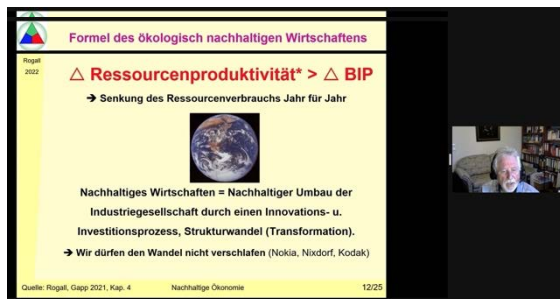 Formel des ökologisch nachhaltigen Wirtschaftens
Rogall
2022
△ Ressourcenproduktivität* > △ BIP
➔ Senkung des Ressourcenverbrauchs Jahr für Jahr
Nachhaltiges Wirtschaften = Nachhaltiger Umbau der
Industriegesellschaft durch einen Innovations- u.
Investitionsprozess, Strukturwandel (Transformation).
➔ Wir dürfen den Wandel nicht verschlafen (Nokia, Nixdorf, Kodak)
Quelle: Rogall, Gapp 2021, Kap. 4 Nachhaltige Ökonomie 12/25